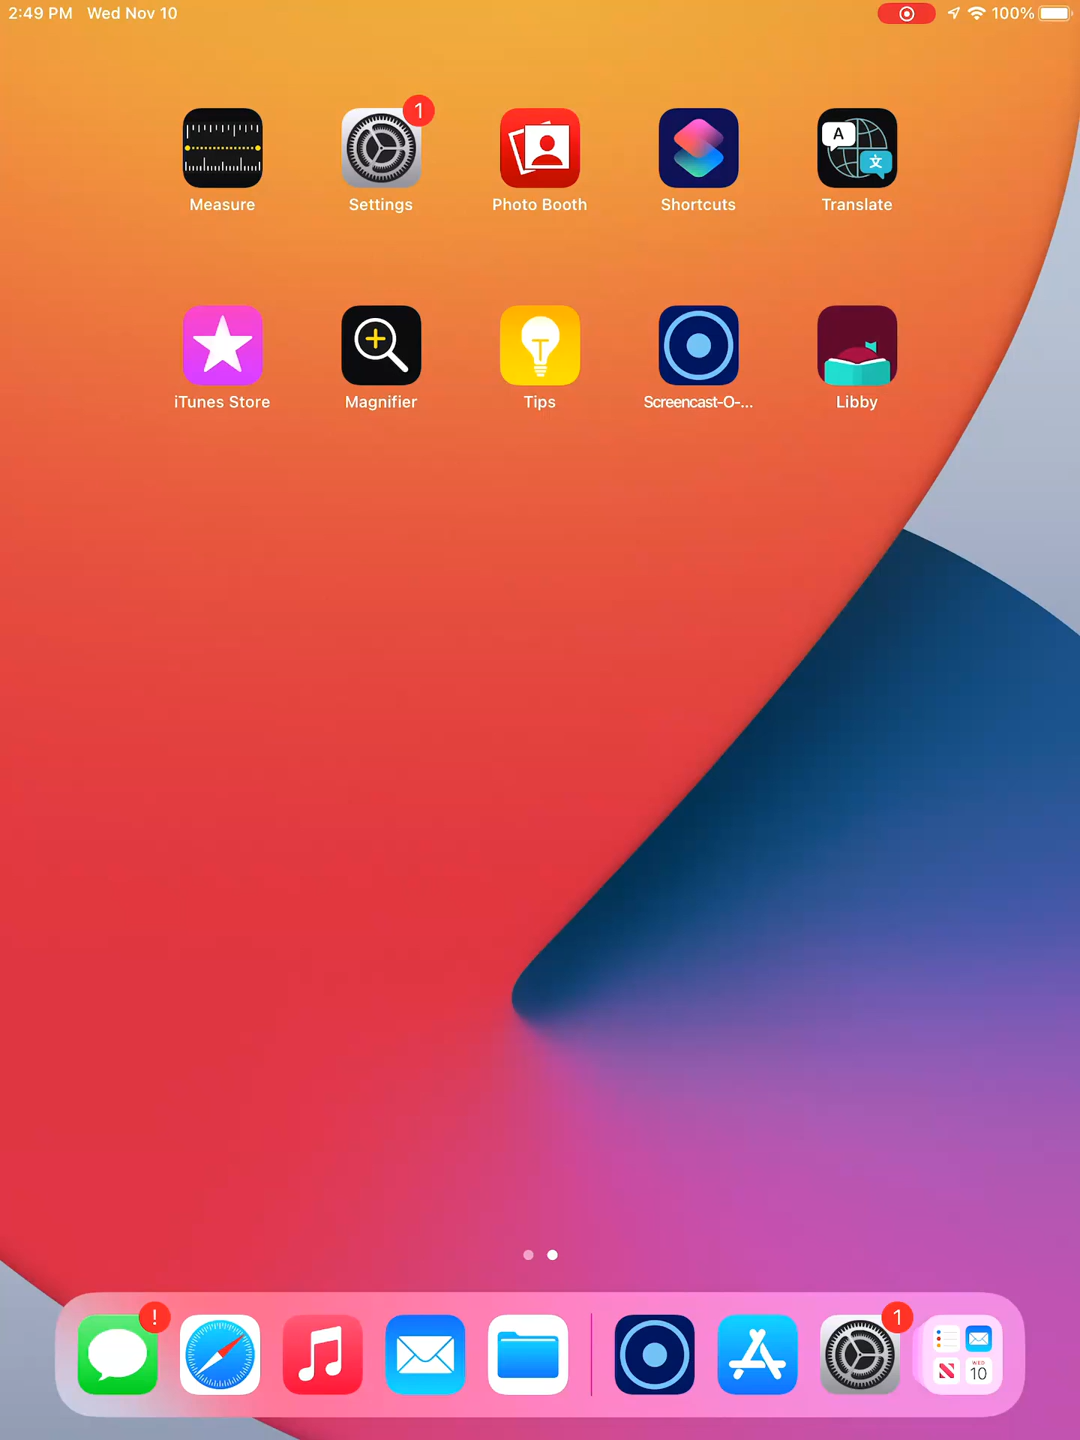 2:49 PM Wed Nov 10
100%
1
Measure
Settings
Photo Booth
Shortcuts
Translate
A
文
iTunes Store
Magnifier
Tips
Screencast-O-...
Libby
!
1
WED
10